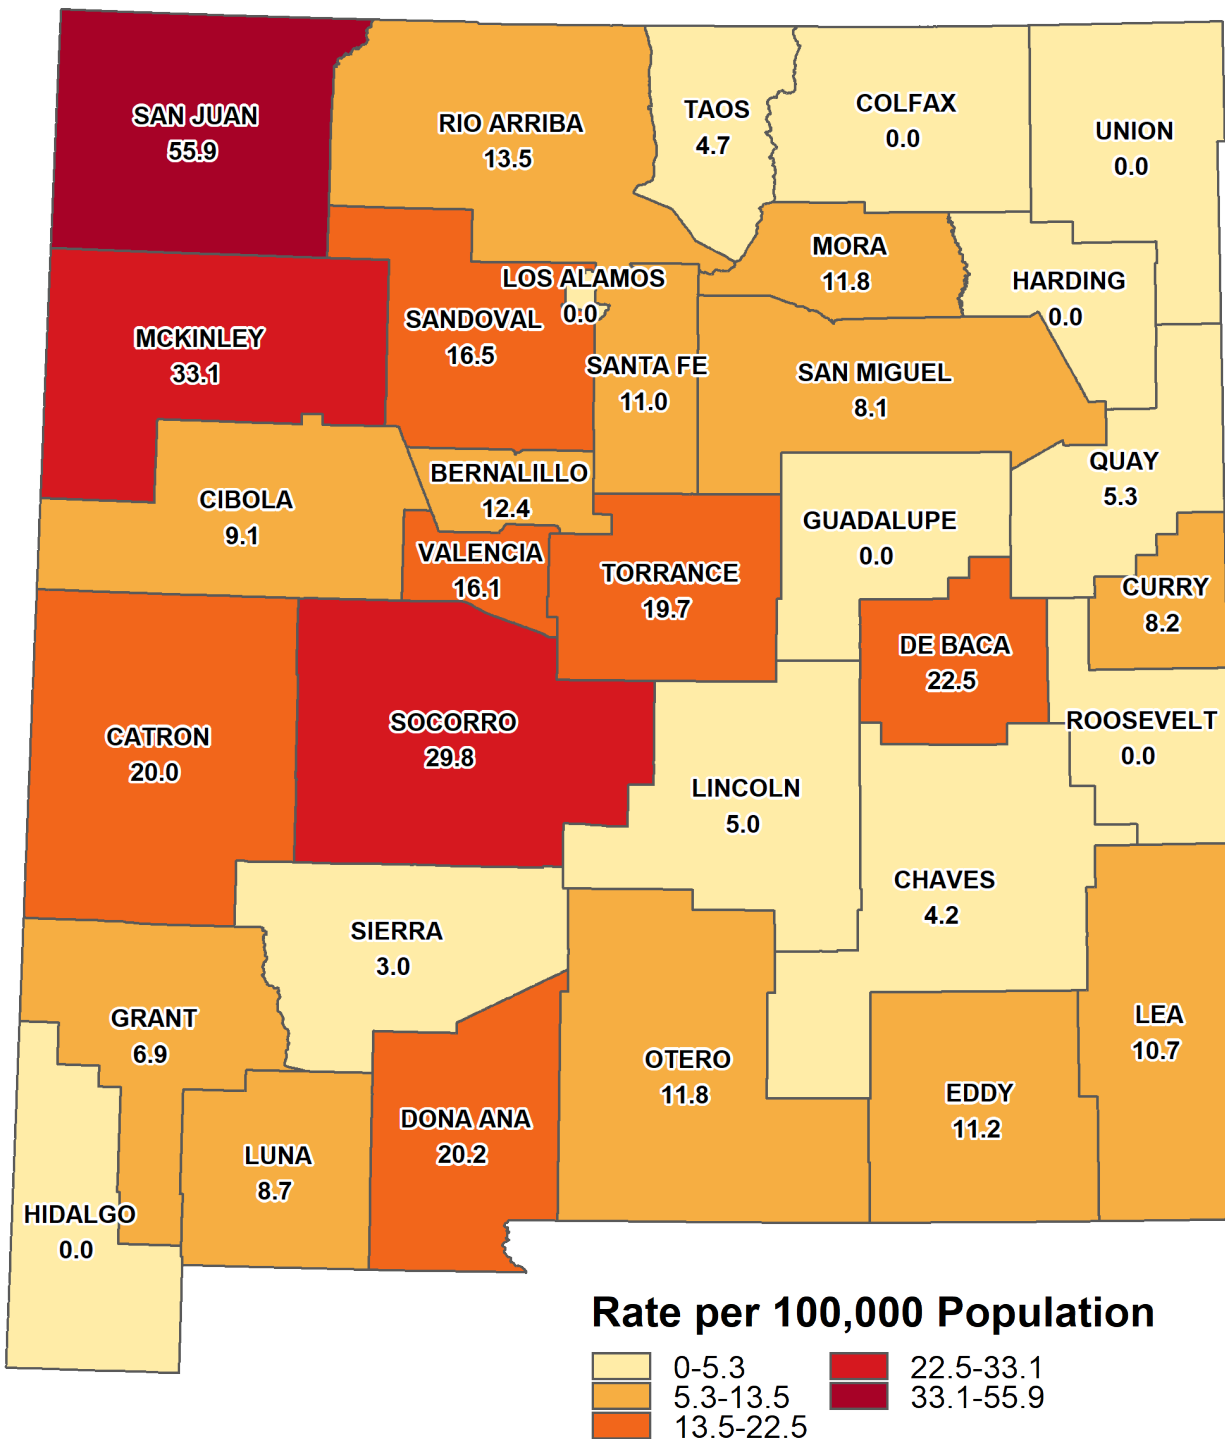 SAN JUAN
55.9
RIO ARRIBA
13.5
TAOS
4.7
COLFAX
0.0
UNION
0.0
MORA
11.8
HARDING
0.0
LOS ALAMOS
0.0
SANDOVAL
16.5
MCKINLEY
33.1
SANTA FE
11.0
SAN MIGUEL
8.1
QUAY
5.3
BERNALILLO
12.4
CIBOLA
9.1
GUADALUPE
0.0
VALENCIA
16.1
TORRANCE
19.7
CURRY
8.2
DE BACA
22.5
ROOSEVELT
0.0
CATRON
20.0
SOCORRO
29.8
LINCOLN
5.0
CHAVES
4.2
SIERRA
3.0
GRANT
6.9
LEA
10.7
OTERO
11.8
EDDY
11.2
DONA ANA
20.2
LUNA
8.7
HIDALGO
0.0
Rate per 100,000 Population
0-5.3
5.3-13.5
13.5-22.5
22.5-33.1
33.1-55.9